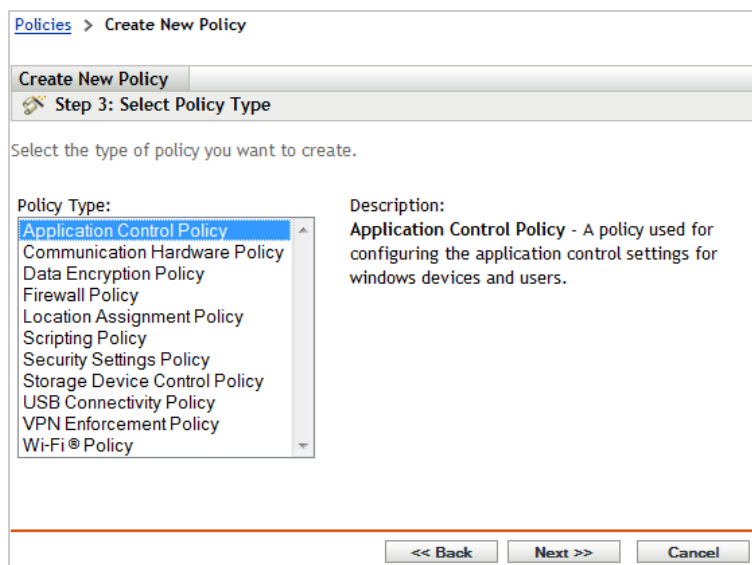 Policies > Create New Policy
Create New Policy
Step 3: Select Policy Type
Select the type of policy you want to create.
Policy Type:
Application Control Policy
Communication Hardware Policy
Data Encryption Policy
Firewall Policy
Location Assignment Policy
Scripting Policy
Security Settings Policy
Storage Device Control Policy
USB Connectivity Policy
VPN Enforcement Policy
Wi-Fi ® Policy
Description:
Application Control Policy - A policy used for
configuring the application control settings for
windows devices and users.
<< Back
Next >>
Cancel